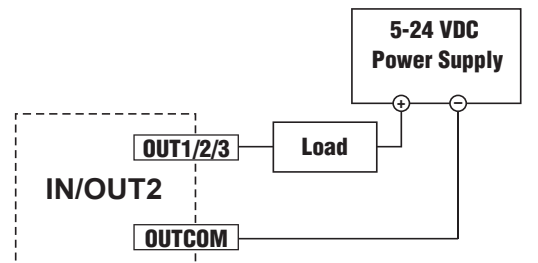 5-24 VDC
Power Supply
+ −
OUT1/2/3
Load
IN/OUT2
OUTCOM